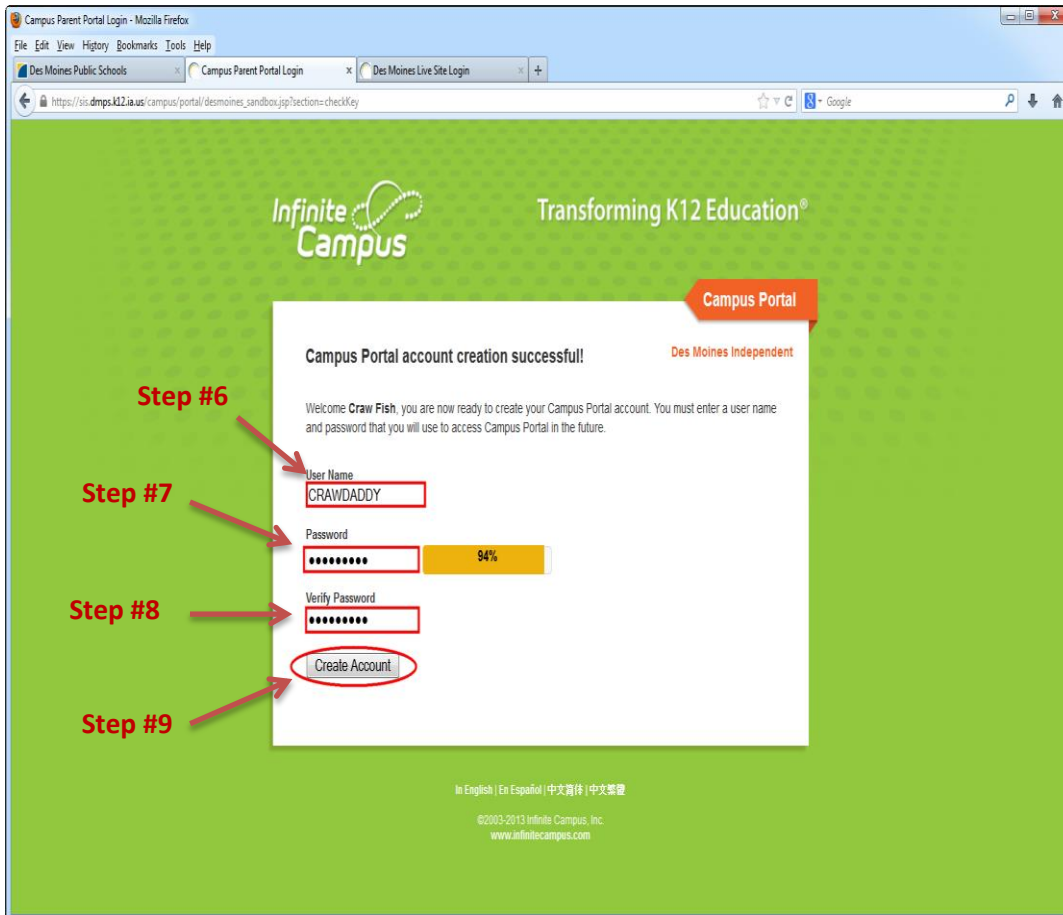 Campus Parent Portal Login - Mozilla Firefox
File Edit View History Bookmarks Tools Help
Des Moines Public Schools x Campus Parent Portal Login x Des Moines Live Site Login x +
https://sis.dmps.k12.ia.us/campus/portal/desmoines_sandbox.jsp?section=checkKey
Google
Infinite Campus
Transforming K12 Education®
Campus Portal
Campus Portal account creation successful!
Des Moines Independent
Step #6
Welcome Craw Fish, you are now ready to create your Campus Portal account. You must enter a user name
and password that you will use to access Campus Portal in the future.
User Name
CRAWDADDY
Step #7
Password
•••••••••
94%
Step #8
Verify Password
•••••••••
Create Account
Step #9
In English | En Español | 中文简体 | 中文繁體
©2003-2013 Infinite Campus, Inc.
www.infinitecampus.com